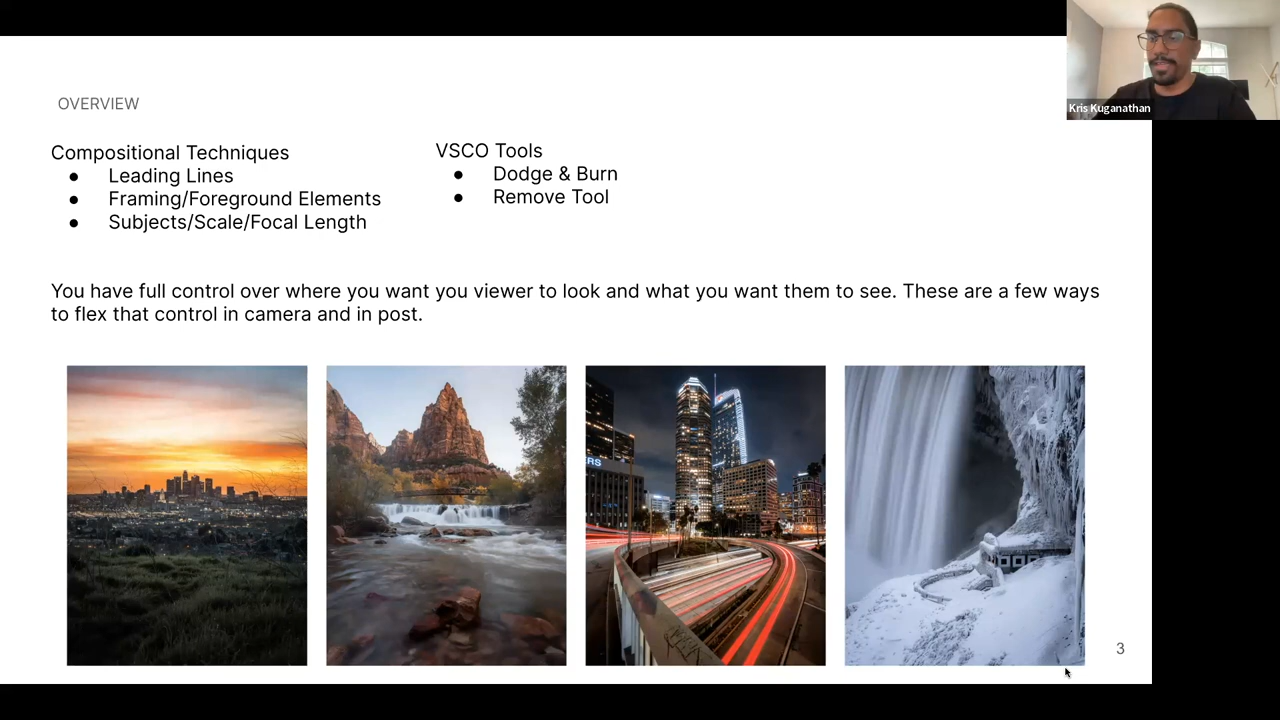 Kris Kuganathan
OVERVIEW
Compositional Techniques
● Leading Lines
● Framing/Foreground Elements
● Subjects/Scale/Focal Length
VSCO Tools
● Dodge & Burn
● Remove Tool
You have full control over where you want you viewer to look and what you want them to see. These are a few ways
to flex that control in camera and in post.
RS
3